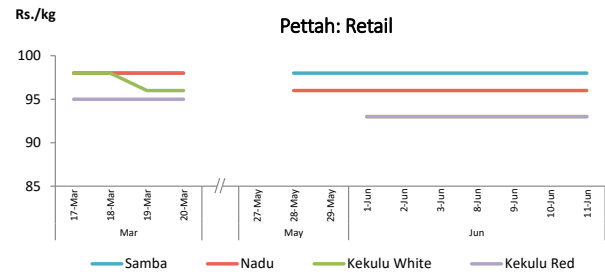 Rs./kg
Pettah: Retail
100
95
90
85
17-Mar 18-Mar 19-Mar 20-Mar // 27-May 28-May 29-May 1-Jun 2-Jun 3-Jun 8-Jun 9-Jun 10-Jun 11-Jun
Mar May Jun
Samba Nadu Kekulu White Kekulu Red